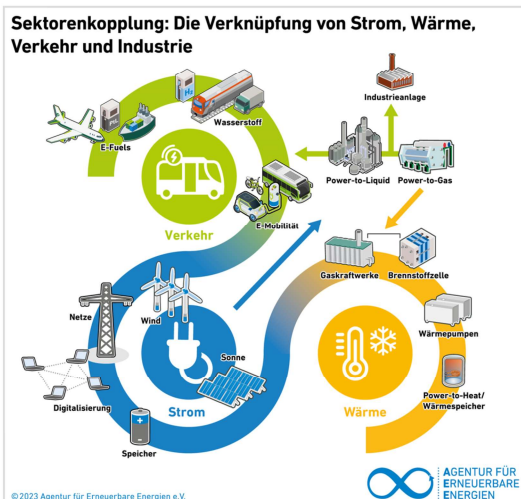 Sektorenkopplung: Die Verknüpfung von Strom, Wärme,
Verkehr und Industrie
Industrieanlage
H₂
Wasserstoff
E-Fuels
Power-to-Liquid
Power-to-Gas
E-Mobilität
Verkehr
Gaskraftwerke
Brennstoffzelle
Netze
Wind
Wärmepumpen
Sonne
Digitalisierung
Strom
Wärme
Power-to-Heat/
Wärmespeicher
Speicher
AGENTUR FÜR
ERNEUERBARE
ENERGIEN
© 2023 Agentur für Erneuerbare Energien e.V.